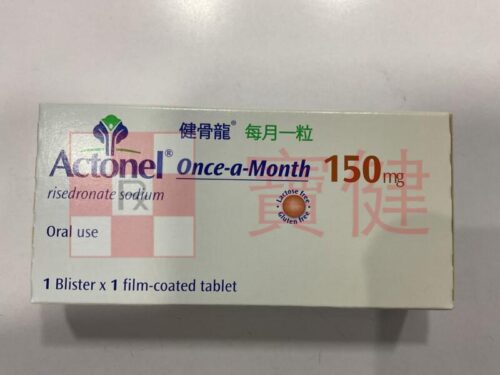 健骨龍® 每月一粒
Actonel® Once-a-Month 150mg
risedronate sodium
Lactose free
Gluten free
Oral use
1 Blister x 1 film-coated tablet
Rx
寶健